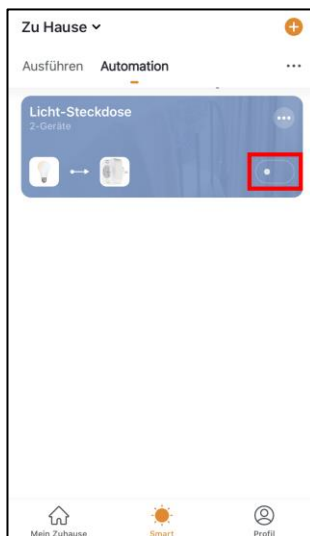 Zu Hause
Ausführen Automation
Licht-Steckdose
2-Geräte
Mein Zuhause Smart Profil